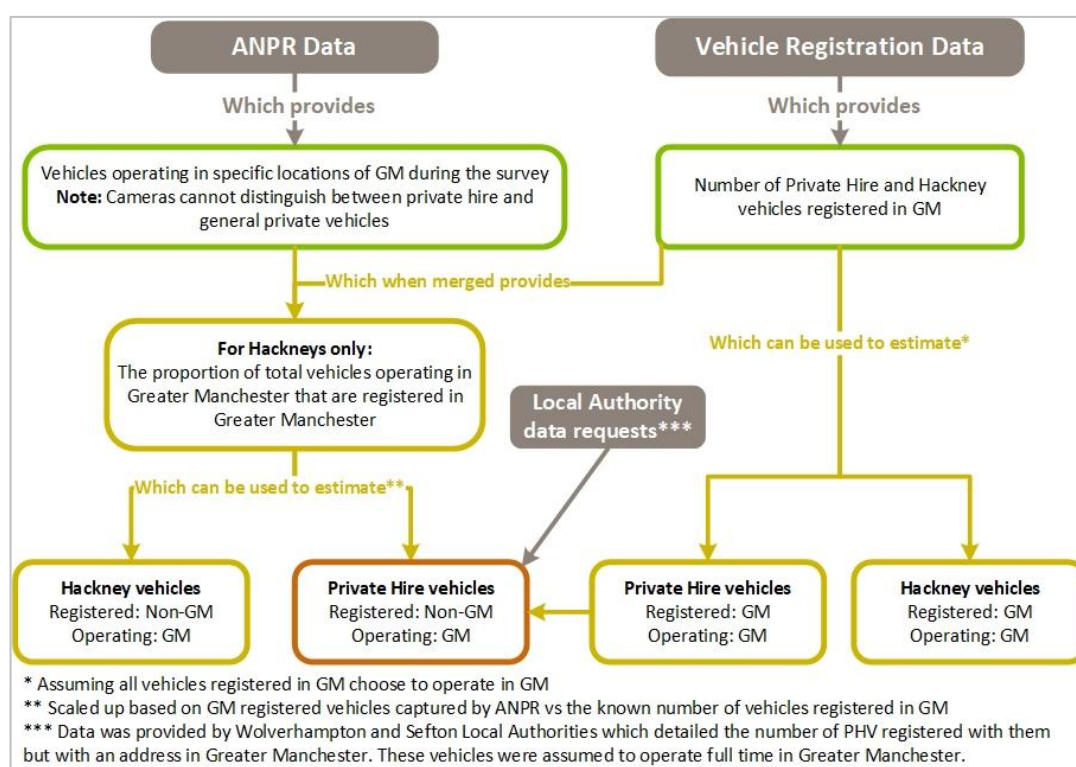 ANPR Data
Vehicle Registration Data
Which provides
Which provides
Vehicles operating in specific locations of GM during the survey
Note: Cameras cannot distinguish between private hire and
general private vehicles
Number of Private Hire and Hackney
vehicles registered in GM
Which when merged provides
For Hackneys only:
The proportion of total vehicles operating in
Greater Manchester that are registered in
Greater Manchester
Which can be used to estimate*
Local Authority
data requests***
Which can be used to estimate**
Hackney vehicles
Registered: Non-GM
Operating: GM
Private Hire vehicles
Registered: Non-GM
Operating: GM
Private Hire vehicles
Registered: GM
Operating: GM
Hackney vehicles
Registered: GM
Operating: GM
* Assuming all vehicles registered in GM choose to operate in GM
** Scaled up based on GM registered vehicles captured by ANPR vs the known number of vehicles registered in GM
*** Data was provided by Wolverhampton and Sefton Local Authorities which detailed the number of PHV registered with them
but with an address in Greater Manchester. These vehicles were assumed to operate full time in Greater Manchester.